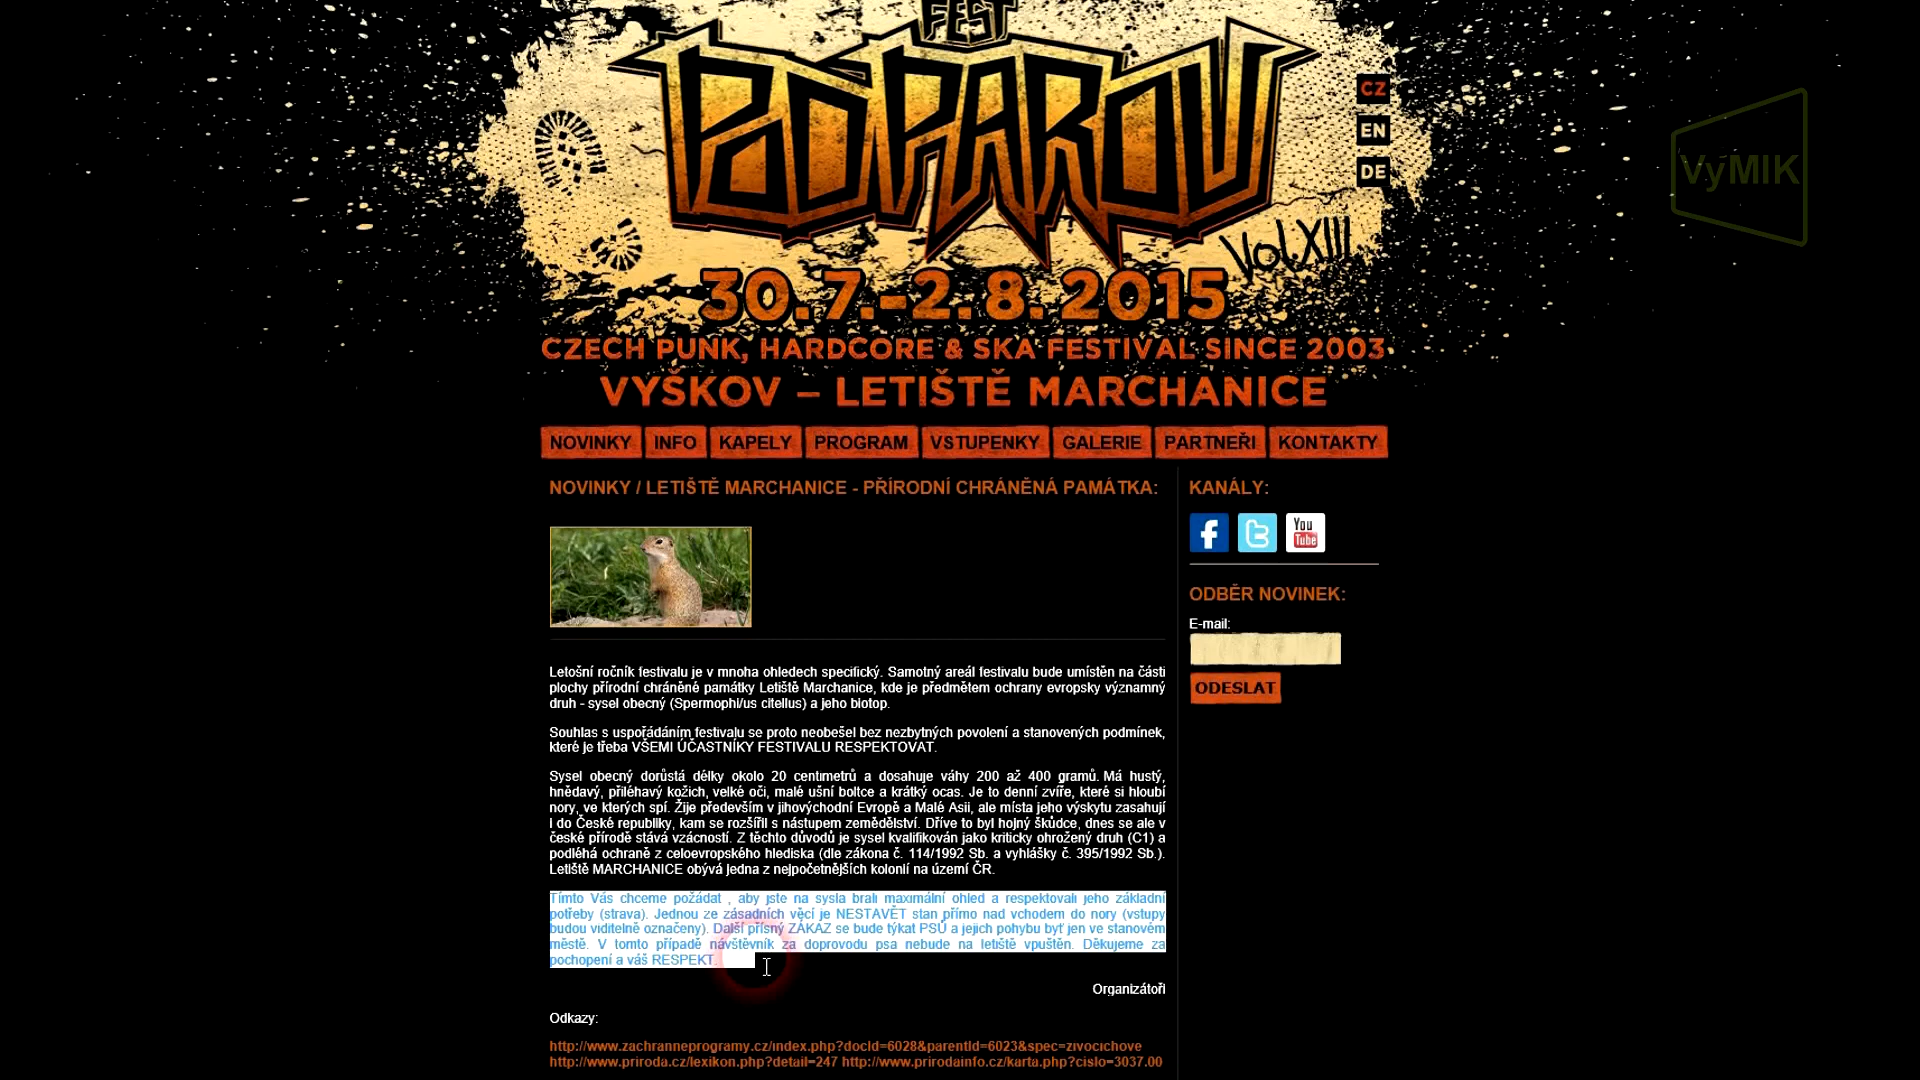 FEST
PODPAROU
CZ
EN
DE
VyMIK
Vol.XIII
30.7.-2.8.2015
CZECH PUNK, HARDCORE & SKA FESTIVAL SINCE 2003
VYŠKOV – LETIŠTĚ MARCHANICE
NOVINKY INFO KAPELY PROGRAM VSTUPENKY GALERIE PARTNEŘI KONTAKTY
NOVINKY / LETIŠTĚ MARCHANICE - PŘÍRODNÍ CHRÁNĚNÁ PAMÁTKA:
Letošní ročník festivalu je v mnoha ohledech specifický. Samotný areál festivalu bude umístěn na části
plochy přírodní chráněné památky Letiště Marchanice, kde je předmětem ochrany evropsky významný
druh - sysel obecný (Spermophi/us citellus) a jeho biotop.
Souhlas s uspořádáním festivalu se proto neobešel bez nezbytných povolení a stanovených podmínek,
které je třeba VŠEMI ÚČASTNÍKY FESTIVALU RESPEKTOVAT.
Sysel obecný dorůstá délky okolo 20 centimetrů a dosahuje váhy 200 až 400 gramů. Má hustý,
hnědavý, přiléhavý kožich, velké oči, malé ušní boltce a krátký ocas. Je to denní zvíře, které si hloubí
nory, ve kterých spí. Žije především v jihovýchodní Evropě a Malé Asii, ale místa jeho výskytu zasahují
i do České republiky, kam se rozšířil s nástupem zemědělství. Dříve to byl hojný škůdce, dnes se ale v
české přírodě stává vzácností. Z těchto důvodů je sysel kvalifikován jako kriticky ohrožený druh (C1) a
podléhá ochraně z celoevropského hlediska (dle zákona č. 114/1992 Sb. a vyhlášky č. 395/1992 Sb.).
Letiště MARCHANICE obývá jedna z nejpočetnějších kolonií na území ČR.
Tímto Vás chceme požádat , aby jste na sysla brali maximální ohled a respektovali jeho základní
potřeby (strava). Jednou ze zásadních věcí je NESTAVĚT stan přímo nad vchodem do nory (vstupy
budou viditelně označeny). Další přísný ZÁKAZ se bude týkat PSŮ a jejich pohybu byť jen ve stanovém
městě. V tomto případě návštěvník za doprovodu psa nebude na letiště vpuštěn. Děkujeme za
pochopení a váš RESPEKT.
Organizátoři
Odkazy:
http://www.zachranneprogramy.cz/index.php?docId=6028&parentId=6023&spec=zivocichove
http://www.priroda.cz/lexikon.php?detail=247 http://www.prirodainfo.cz/karta.php?cislo=3037.00
KANÁLY:
You
Tube
ODBĚR NOVINEK:
E-mail:
ODESLAT